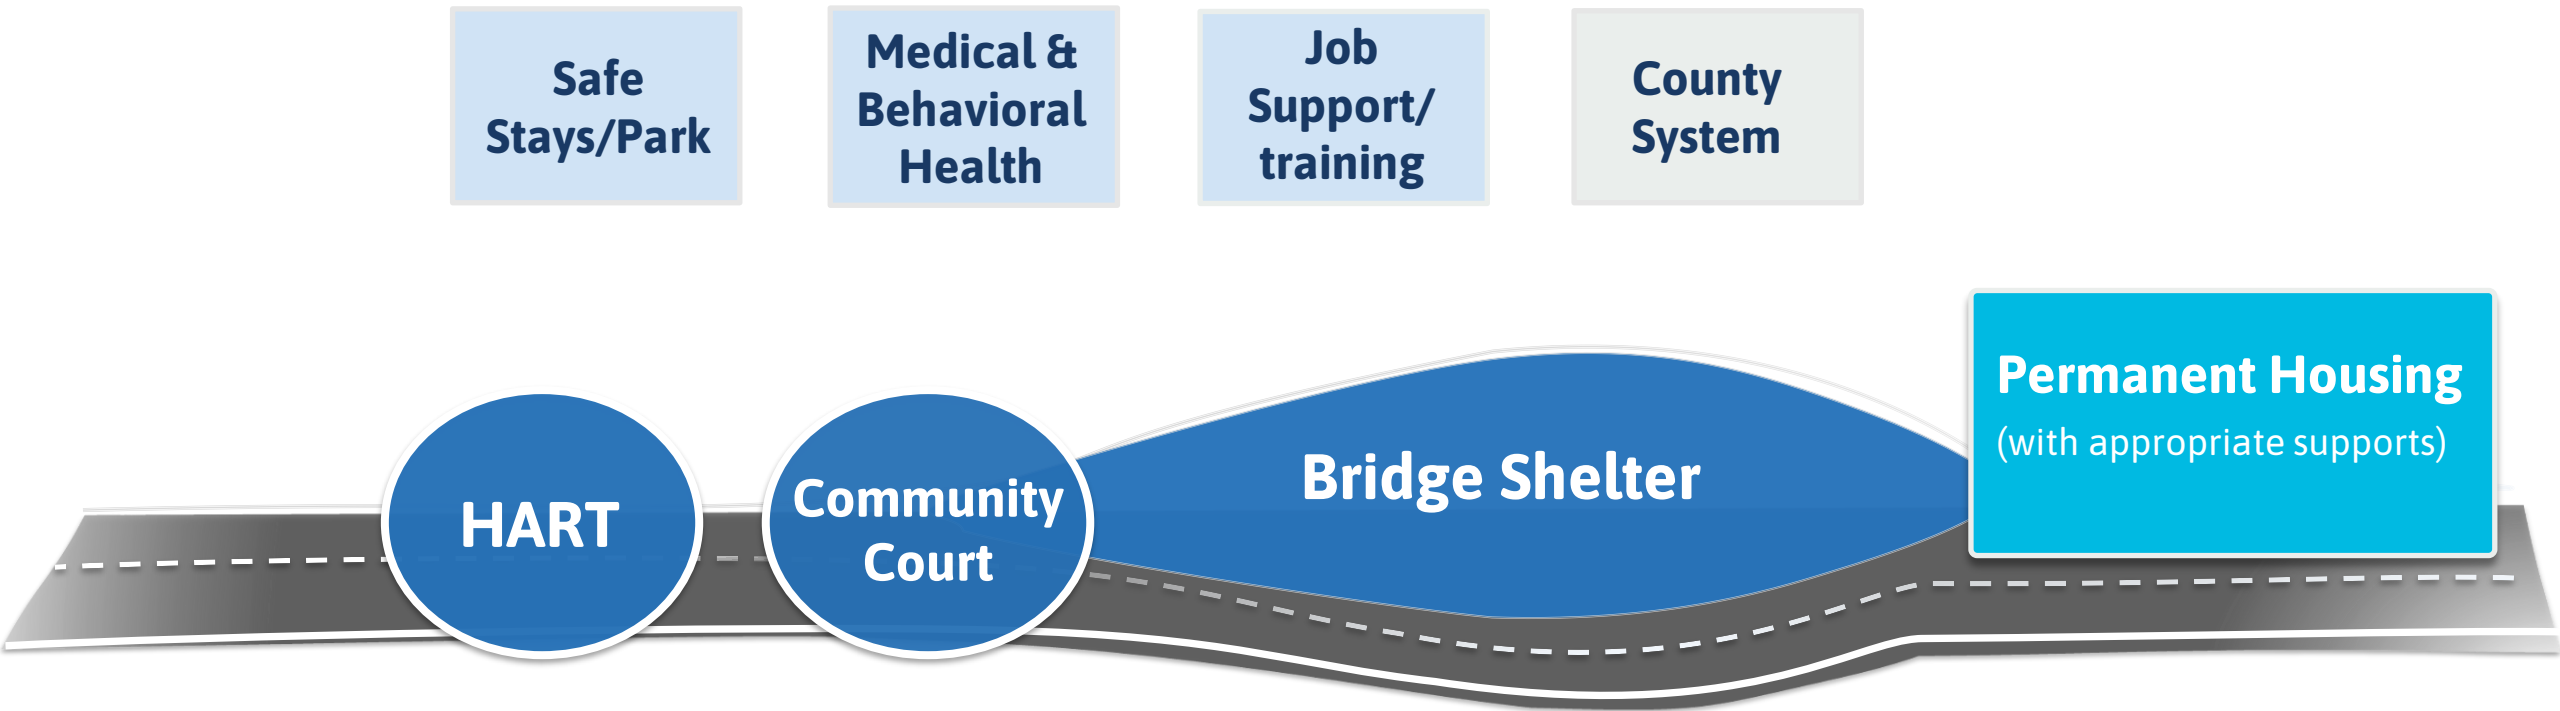 Safe
Stays/Park
Medical &
Behavioral
Health
Job
Support/
training
County
System
HART
Community
Court
Bridge Shelter
Permanent Housing
(with appropriate supports)